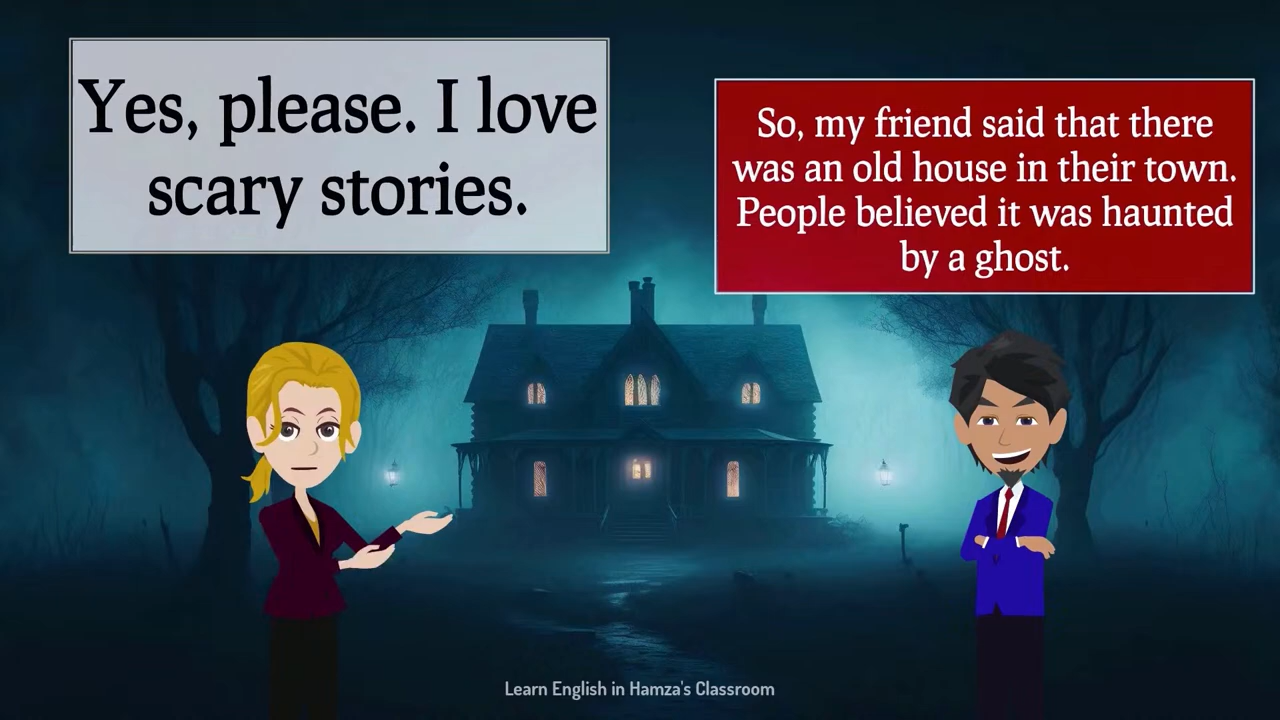 Yes, please. I love
scary stories.
So, my friend said that there
was an old house in their town.
People believed it was haunted
by a ghost.
Learn English in Hamza's Classroom